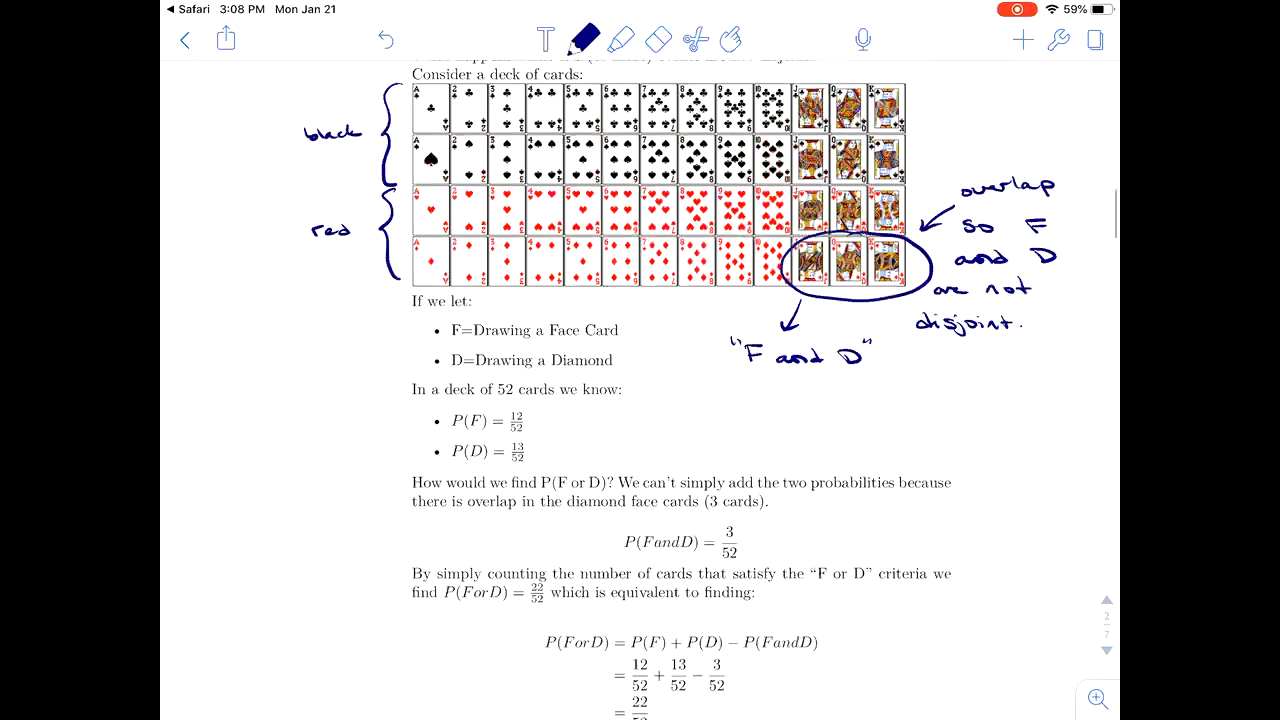 Safari 3:08 PM Mon Jan 21 59%
T
Consider a deck of cards:
black
red
overlap
so F
and D
are not
disjoint.
"F and D"
If we let:
• F=Drawing a Face Card
• D=Drawing a Diamond
In a deck of 52 cards we know:
• P(F) = 12/52
• P(D) = 13/52
How would we find P(F or D)? We can't simply add the two probabilities because
there is overlap in the diamond face cards (3 cards).
P(FandD) = 3/52
By simply counting the number of cards that satisfy the "F or D" criteria we
find P(ForD) = 22/52 which is equivalent to finding:
P(ForD) = P(F) + P(D) − P(FandD)
= 12/52 + 13/52 − 3/52
= 22/52
2
7